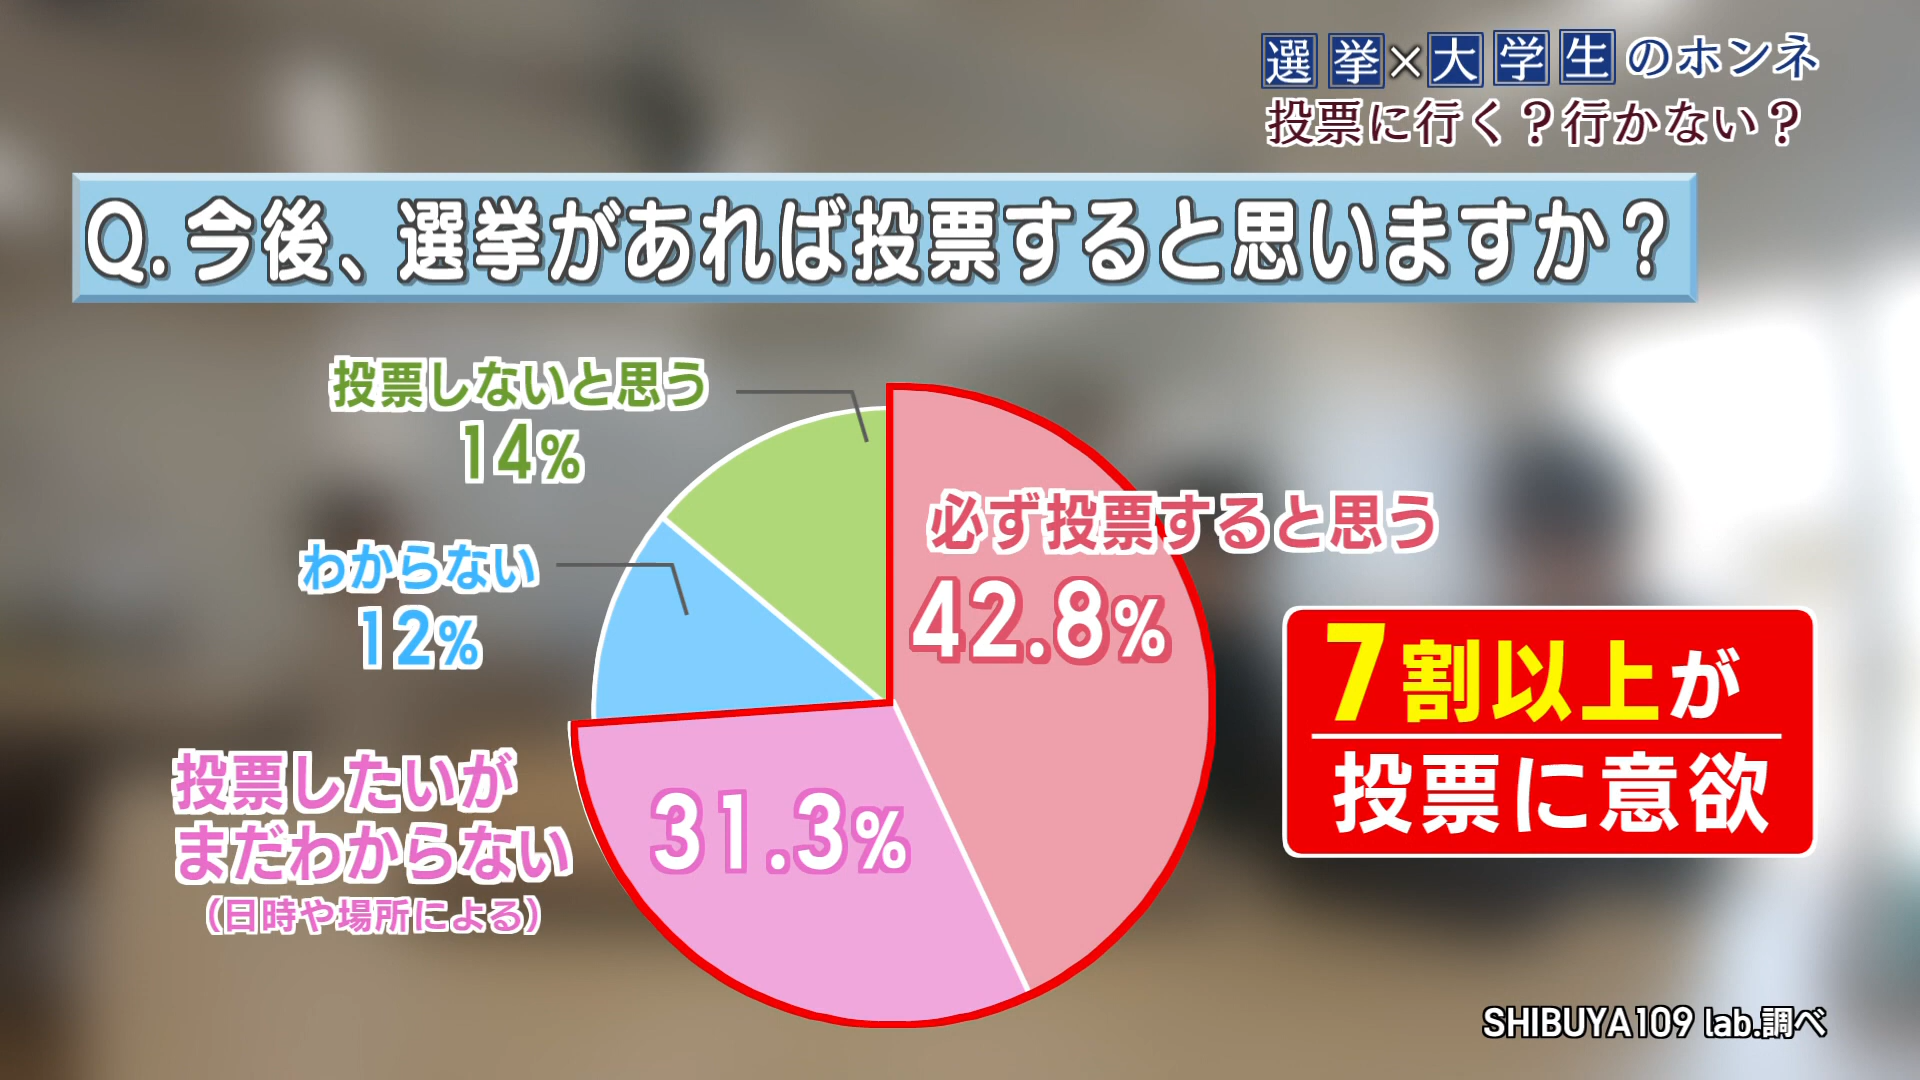 選挙×大学生のホンネ
投票に行く？行かない？
Q.今後、選挙があれば投票すると思いますか？
投票しないと思う
14%
わからない
12%
必ず投票すると思う
42.8%
投票したいが
まだわからない
（日時や場所による）
31.3%
7割以上が
投票に意欲
SHIBUYA109 lab.調べ